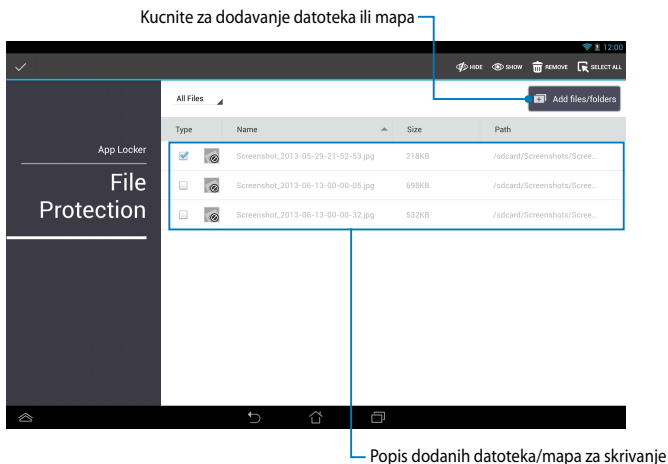 Kucnite za dodavanje datoteka ili mapa
12:00
HIDE SHOW REMOVE SELECT ALL
All Files
Add files/folders
Type Name Size Path
App Locker
File
Protection
Screenshot_2013-05-29-21-52-53.jpg 218KB /sdcard/Screenshots/Scree...
Screenshot_2013-06-13-00-00-05.jpg 698KB /sdcard/Screenshots/Scree...
Screenshot_2013-06-13-00-00-32.jpg 532KB /sdcard/Screenshots/Scree...
Popis dodanih datoteka/mapa za skrivanje